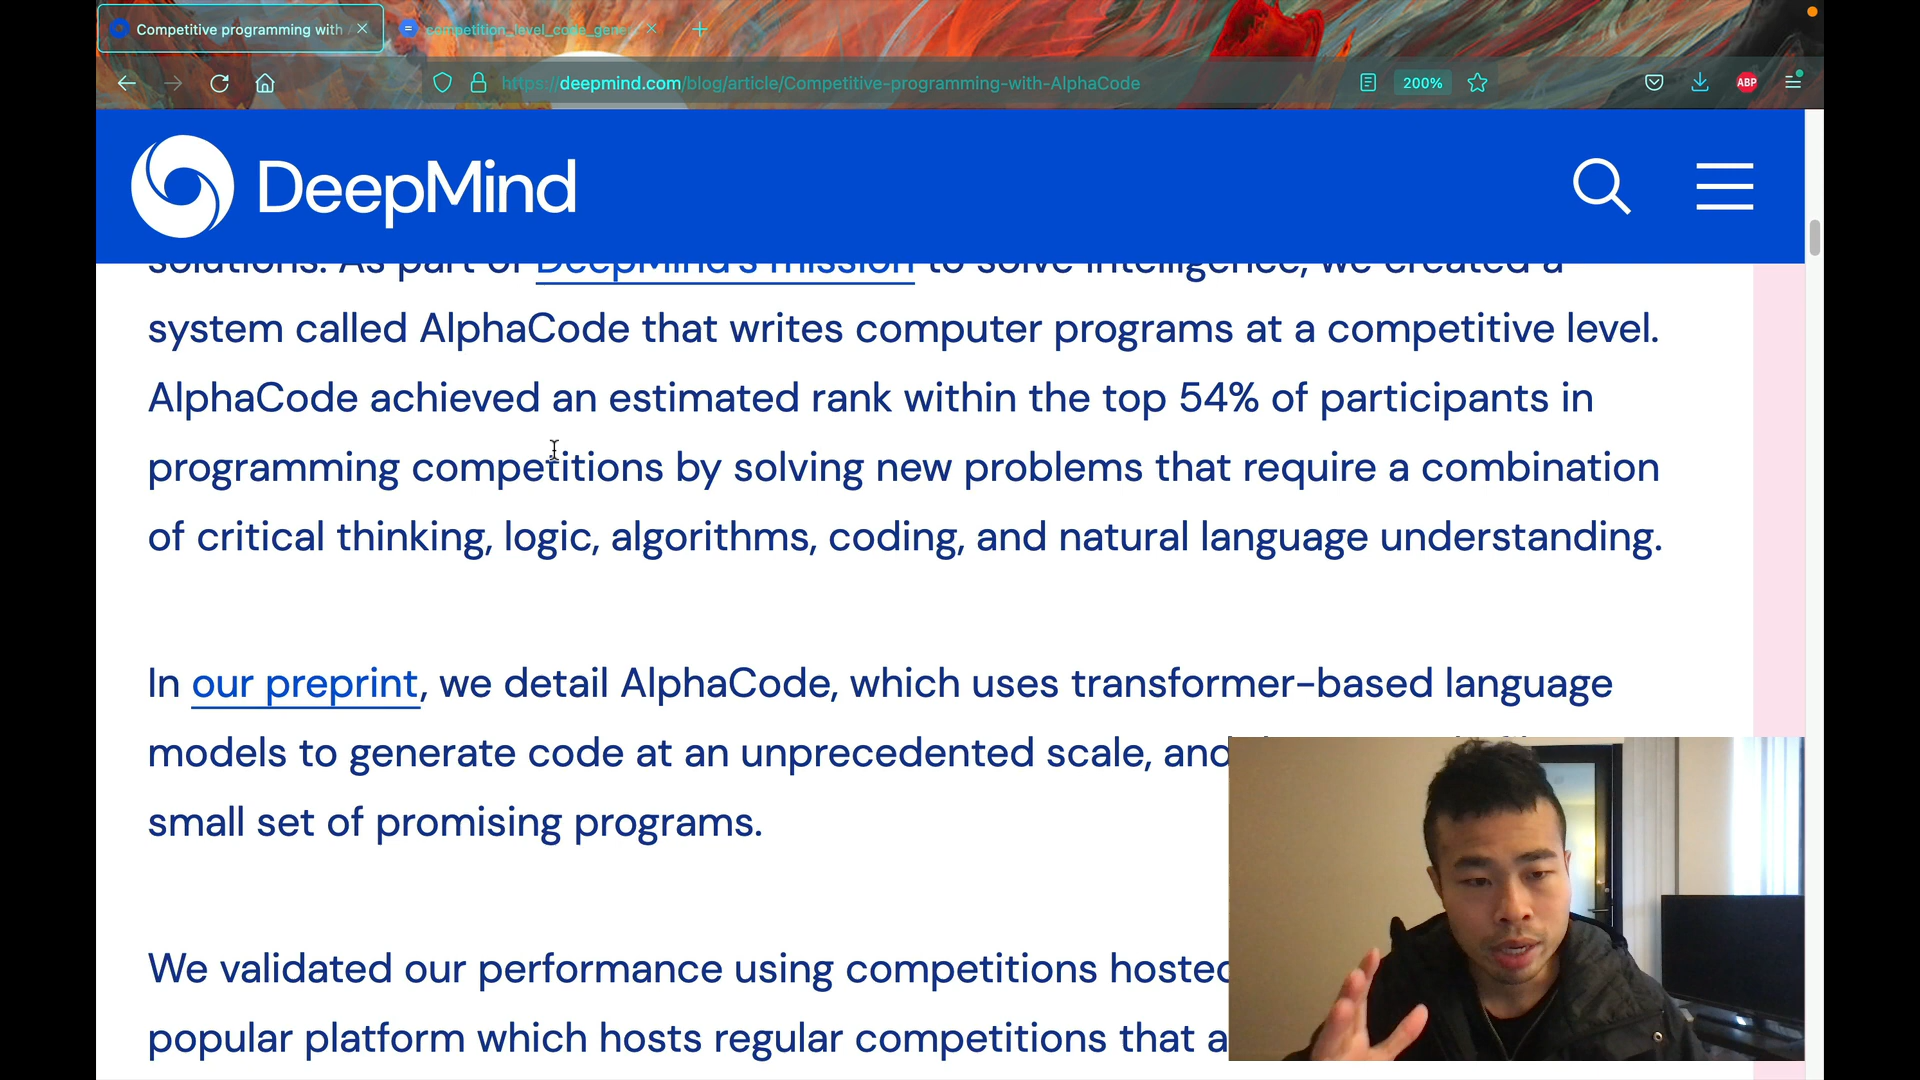 Competitive programming with
competition_level_code_gene
https://deepmind.com/blog/article/Competitive-programming-with-AlphaCode
200%
ABP
DeepMind
solutions. As part of DeepMind's mission to solve intelligence, we created a
system called AlphaCode that writes computer programs at a competitive level.
AlphaCode achieved an estimated rank within the top 54% of participants in
programming competitions by solving new problems that require a combination
of critical thinking, logic, algorithms, coding, and natural language understanding.
In our preprint, we detail AlphaCode, which uses transformer-based language
models to generate code at an unprecedented scale, and
small set of promising programs.
We validated our performance using competitions hosted
popular platform which hosts regular competitions that a